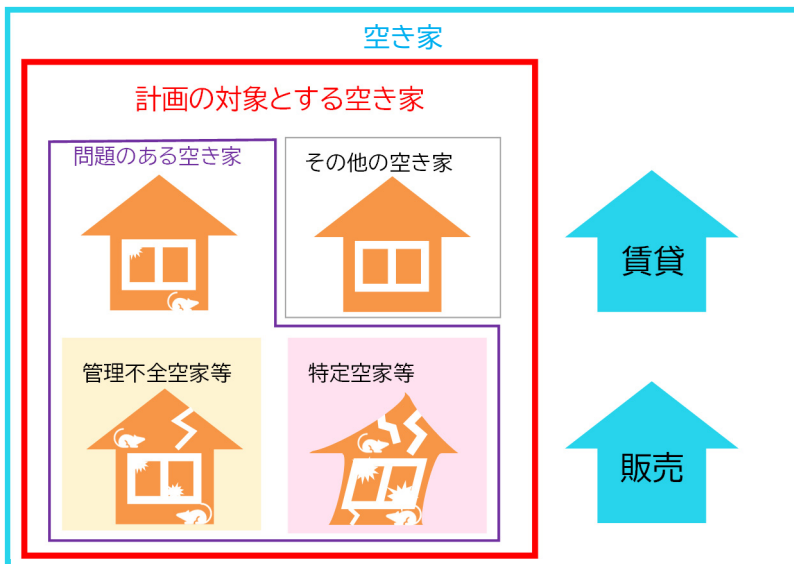 空き家
計画の対象とする空き家
問題のある空き家
その他の空き家
賃貸
管理不全空家等
特定空家等
販売